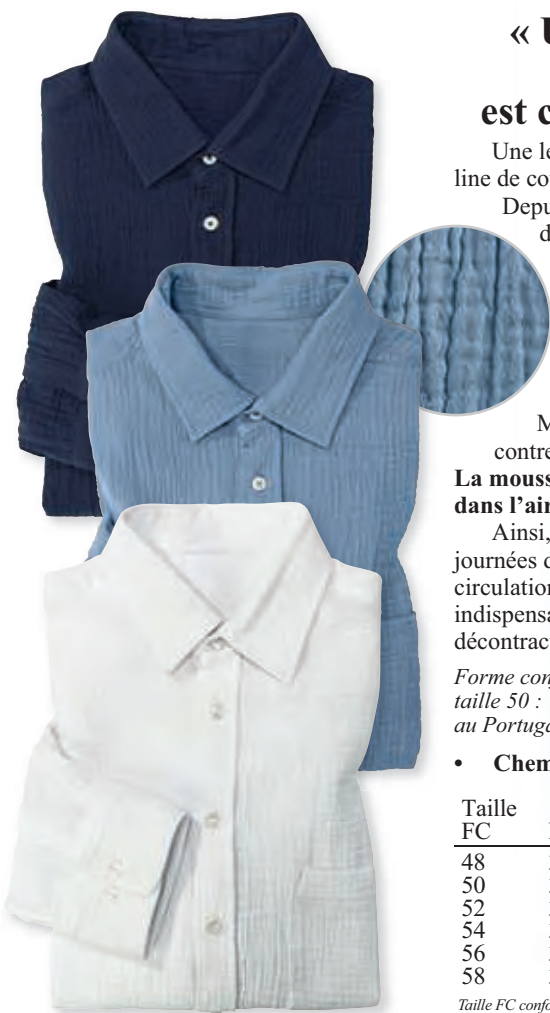 «
est c
Une le
line de co
Depu
d
M
contre
La mouss
dans l’air
Ainsi,
journées d
circulation
indispensa
décontrac
Forme con
taille 50 :
au Portuga
• Chem
Taille
FC
48
50
52
54
56
58
Taille FC confo